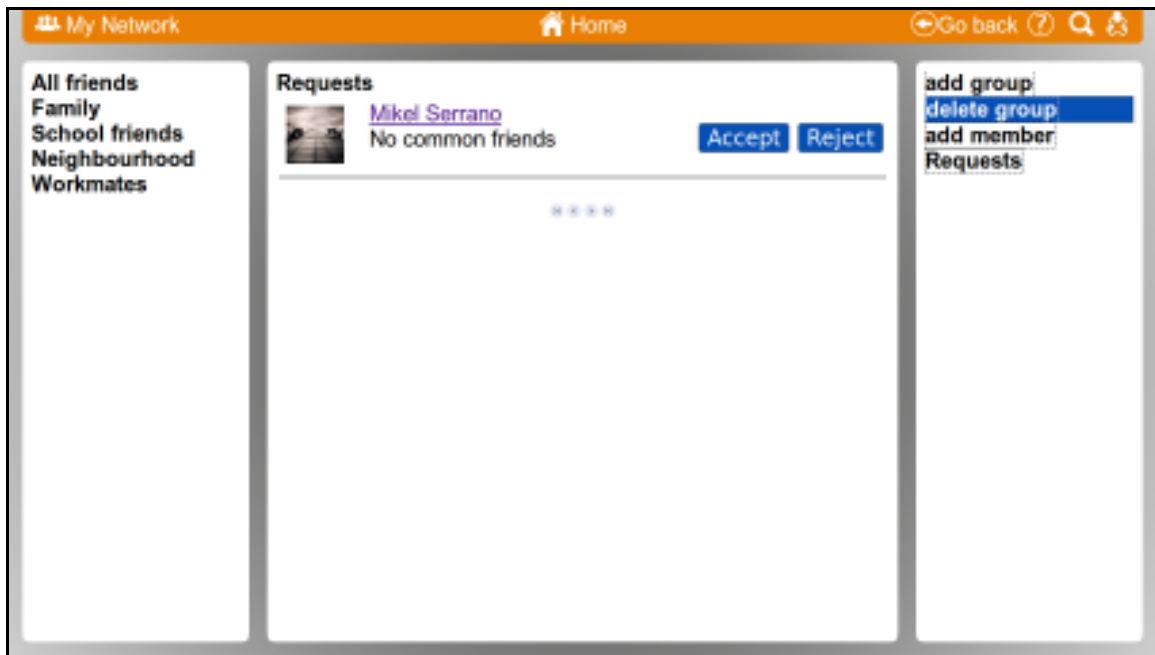 My Network
Home
Go back
All friends
Family
School friends
Neighbourhood
Workmates
Requests
Mikel Serrano
No common friends
Accept Reject
add group
delete group
add member
Requests